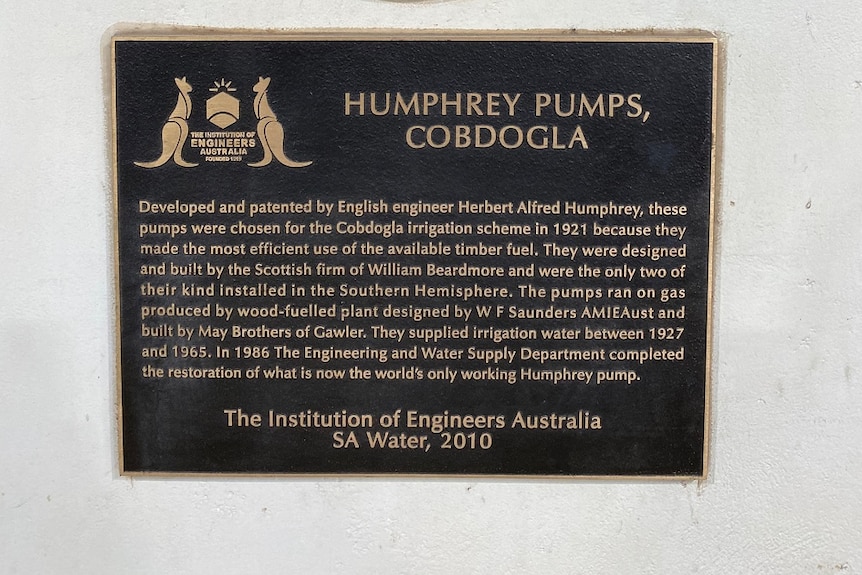 THE INSTITUTION OF
ENGINEERS
AUSTRALIA
FOUNDED 1919
HUMPHREY PUMPS,
COBDOGLA
Developed and patented by English engineer Herbert Alfred Humphrey, these
pumps were chosen for the Cobdogla irrigation scheme in 1921 because they
made the most efficient use of the available timber fuel. They were designed
and built by the Scottish firm of William Beardmore and were the only two of
their kind installed in the Southern Hemisphere. The pumps ran on gas
produced by wood-fuelled plant designed by W F Saunders AMIEAust and
built by May Brothers of Gawler. They supplied irrigation water between 1927
and 1965. In 1986 The Engineering and Water Supply Department completed
the restoration of what is now the world's only working Humphrey pump.
The Institution of Engineers Australia
SA Water, 2010